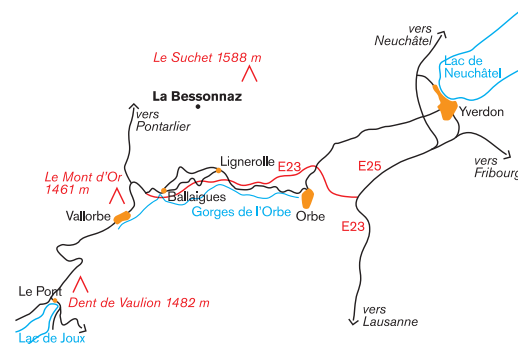 vers
Neuchâtel
Le Suchet 1588 m
Lac de
Neuchâtel
La Bessonnaz
vers
Pontarlier
Yverdon
Lignerolle
E23
E25
vers
Fribourg
Le Mont d'Or
1461 m
Ballaigues
Vallorbe
Gorges de l'Orbe
Orbe
E23
Le Pont
Dent de Vaulion 1482 m
vers
Lausanne
Lac de Joux